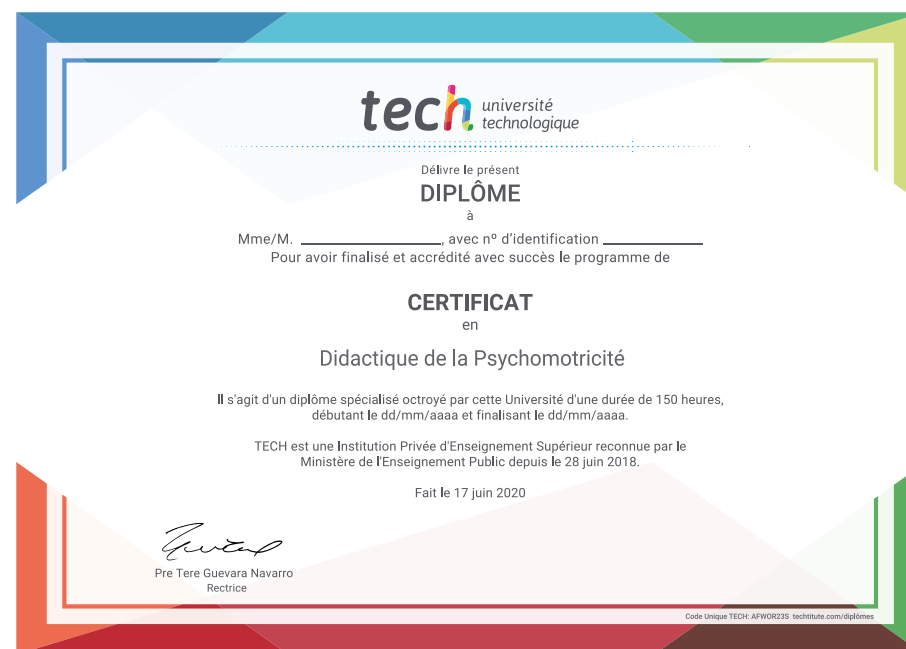 tech université
technologique
Délivre le présent
DIPLÔME
à
Mme/M. ____________________, avec nº d'identification ______________
Pour avoir finalisé et accrédité avec succès le programme de
CERTIFICAT
en
Didactique de la Psychomotricité
Il s'agit d'un diplôme spécialisé octroyé par cette Université d'une durée de 150 heures,
débutant le dd/mm/aaaa et finalisant le dd/mm/aaaa.
TECH est une Institution Privée d'Enseignement Supérieur reconnue par le
Ministère de l'Enseignement Public depuis le 28 juin 2018.
Fait le 17 juin 2020
Pre Tere Guevara Navarro
Rectrice
Code Unique TECH: AFWOR23S techtitute.com/diplômes